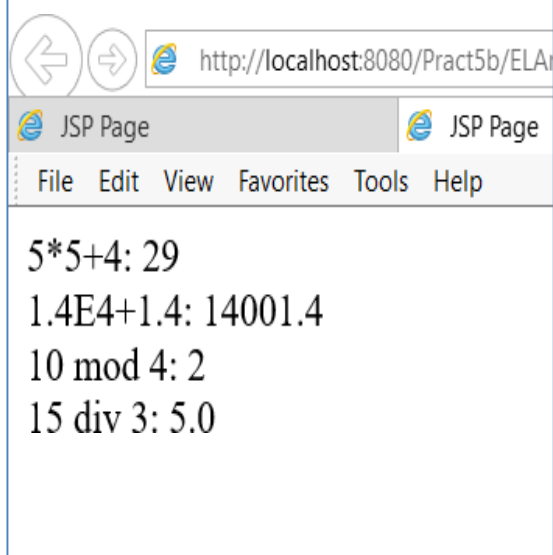 http://localhost:8080/Pract5b/ELAr
JSP Page
JSP Page
File Edit View Favorites Tools Help
5*5+4: 29
1.4E4+1.4: 14001.4
10 mod 4: 2
15 div 3: 5.0